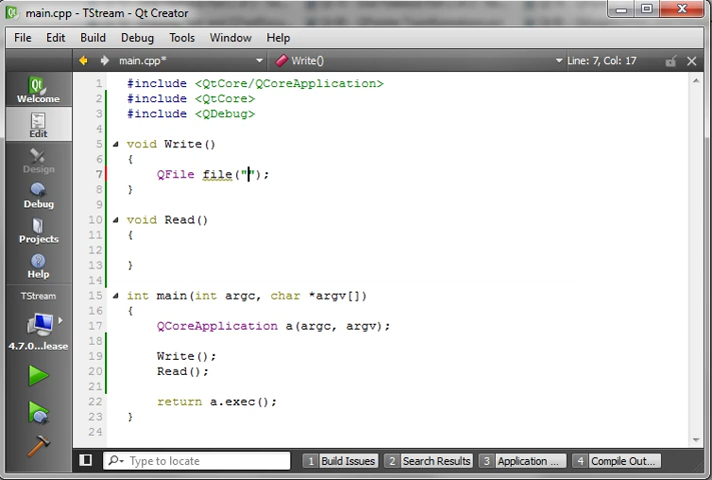 main.cpp - TStream - Qt Creator
File Edit Build Debug Tools Window Help
main.cpp* Write() Line: 7, Col: 17
Welcome
Edit
Design
Debug
Projects
Help
TStream
4.7.0...lease
1 #include <QtCore/QCoreApplication>
2 #include <QtCore>
3 #include <QDebug>
4
5 void Write()
6 {
7 QFile file("");
8 }
9
10 void Read()
11 {
12
13 }
14
15 int main(int argc, char *argv[])
16 {
17 QCoreApplication a(argc, argv);
18
19 Write();
20 Read();
21
22 return a.exec();
23 }
24
Type to locate 1 Build Issues 2 Search Results 3 Application ... 4 Compile Out...